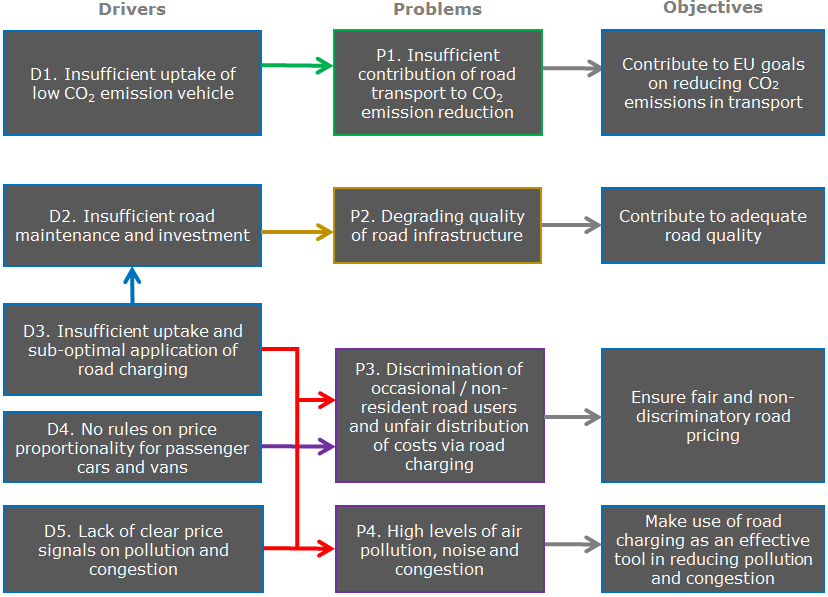 Drivers
Problems
Objectives
D1. Insufficient uptake of
low CO₂ emission vehicle
P1. Insufficient
contribution of road
transport to CO₂
emission reduction
Contribute to EU goals
on reducing CO₂
emissions in transport
D2. Insufficient road
maintenance and investment
P2. Degrading quality
of road infrastructure
Contribute to adequate
road quality
D3. Insufficient uptake and
sub-optimal application of
road charging
P3. Discrimination of
occasional / non-
resident road users
and unfair distribution
of costs via road
charging
Ensure fair and non-
discriminatory road
pricing
D4. No rules on price
proportionality for passenger
cars and vans
D5. Lack of clear price
signals on pollution and
congestion
P4. High levels of air
pollution, noise and
congestion
Make use of road
charging as an effective
tool in reducing pollution
and congestion